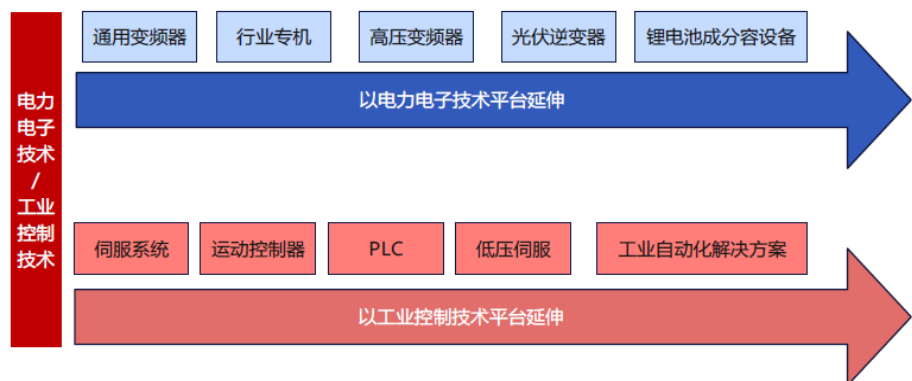 电力
电子
技术
/
工业
控制
技术
通用变频器
行业专机
高压变频器
光伏逆变器
锂电池成分容设备
以电力电子技术平台延伸
伺服系统
运动控制器
PLC
低压伺服
工业自动化解决方案
以工业控制技术平台延伸